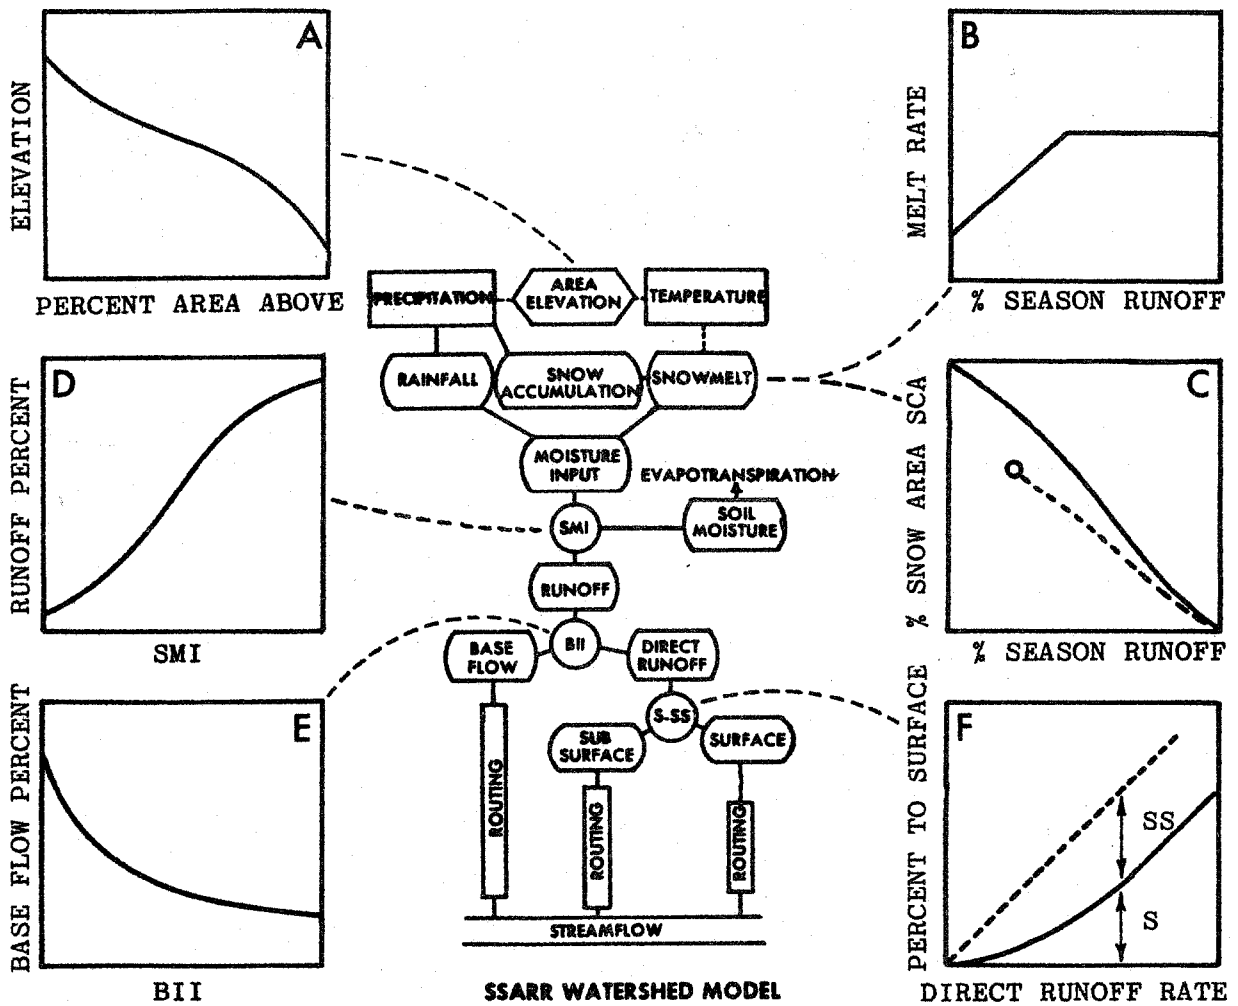 A
ELEVATION
PERCENT AREA ABOVE
B
MELT RATE
% SEASON RUNOFF
PRECIPITATION
AREA
ELEVATION
TEMPERATURE
RAINFALL
SNOW
ACCUMULATION
SNOWMELT
MOISTURE
INPUT
EVAPOTRANSPIRATION
SMI
SOIL
MOISTURE
RUNOFF
BASE
FLOW
BII
DIRECT
RUNOFF
S-SS
SUB
SURFACE
SURFACE
ROUTING
ROUTING
ROUTING
STREAMFLOW
SSARR WATERSHED MODEL
D
RUNOFF PERCENT
SMI
C
% SNOW AREA SCA
% SEASON RUNOFF
E
BASE FLOW PERCENT
BII
F
PERCENT TO SURFACE
SS
S
DIRECT RUNOFF RATE